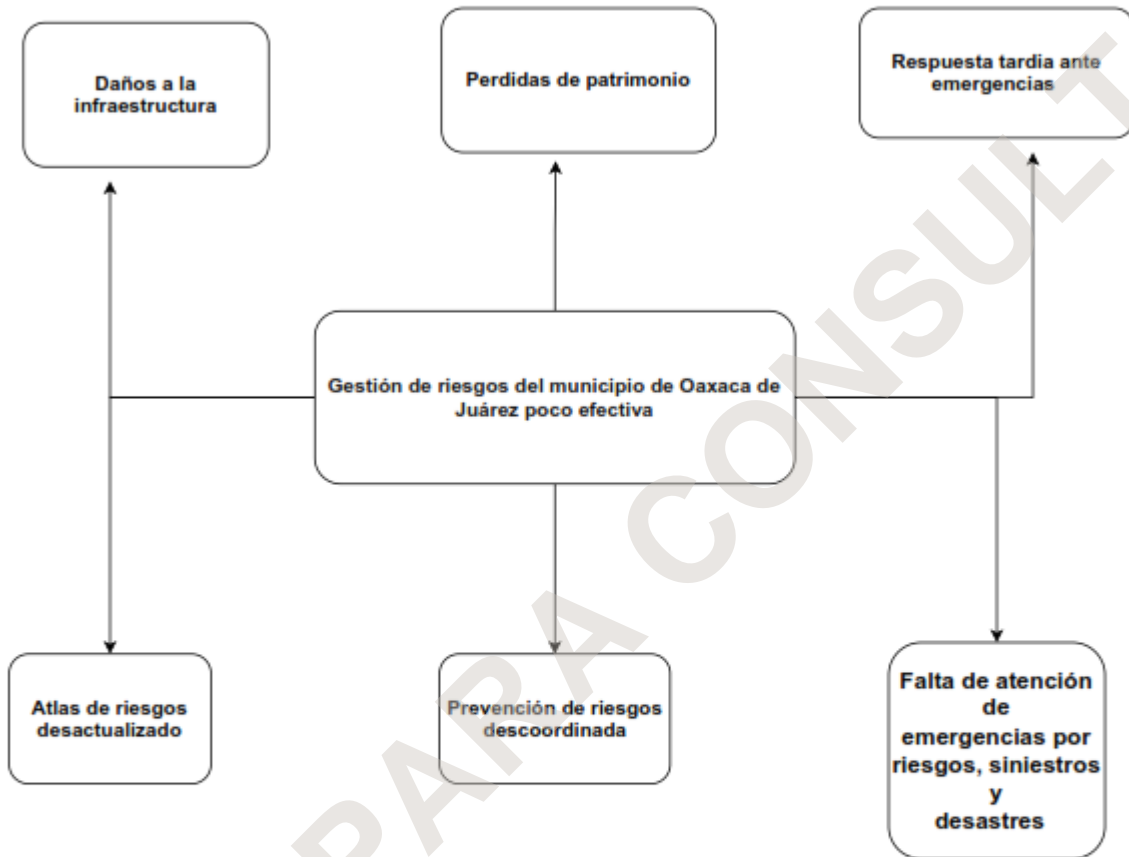 Daños a la
infraestructura
Perdidas de patrimonio
Respuesta tardia ante
emergencias
Gestión de riesgos del municipio de Oaxaca de
Juárez poco efectiva
Atlas de riesgos
desactualizado
Prevención de riesgos
descoordinada
Falta de atención
de
emergencias por
riesgos, siniestros
y
desastres
PARA CONSULT